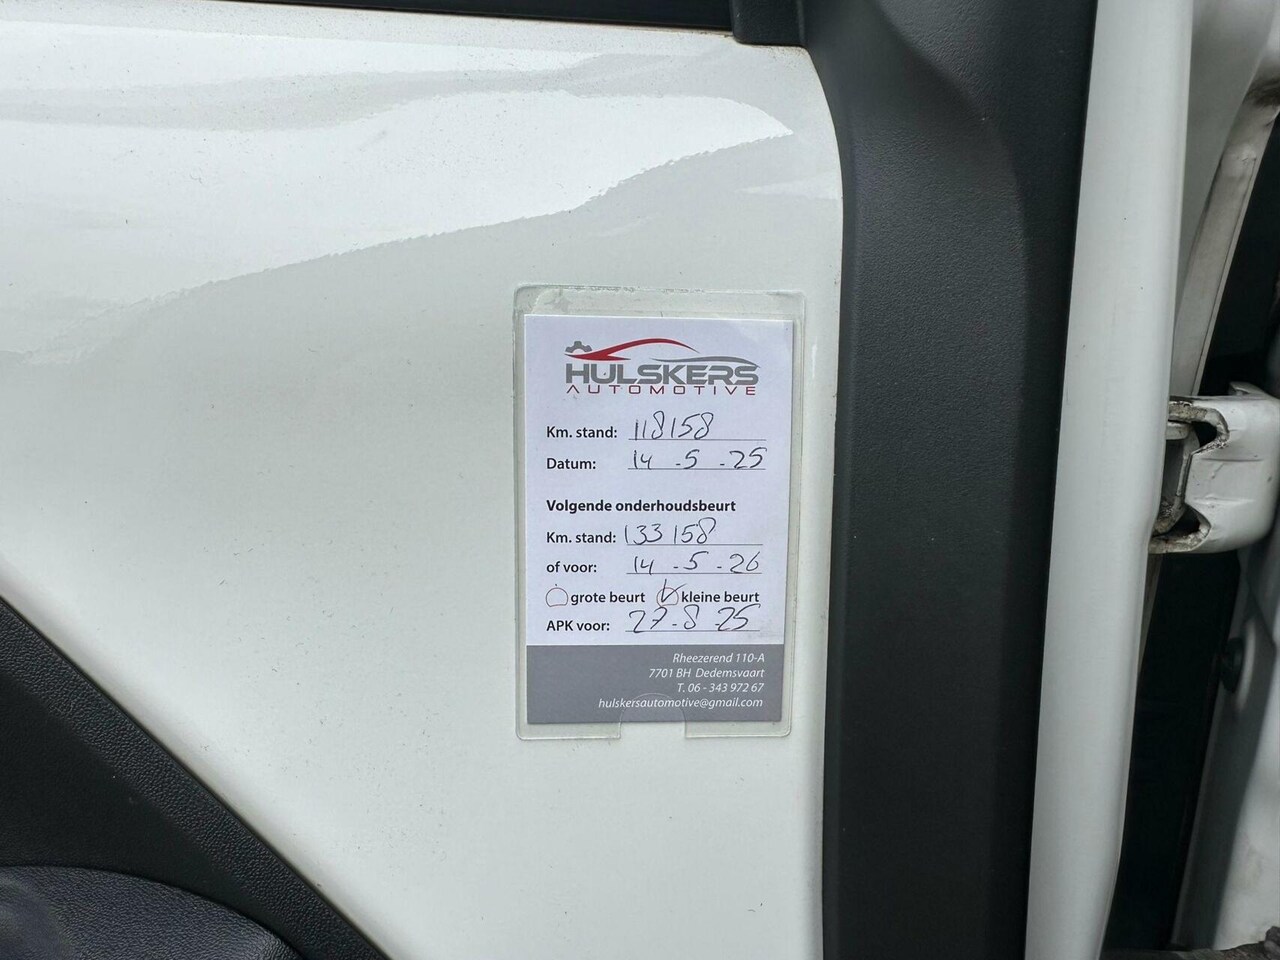 HULSKERS
AUTOMOTIVE
Km. stand: 118158
Datum: 14 - 5 - 25
Volgende onderhoudsbeurt
Km. stand: 133158
of voor: 14 - 5 - 26
grote beurt kleine beurt
APK voor: 27 - 8 - 25
Rheezerend 110-A
7701 BH Dedemsvaart
T. 06 - 343 972 67
hulskersautomotive@gmail.com